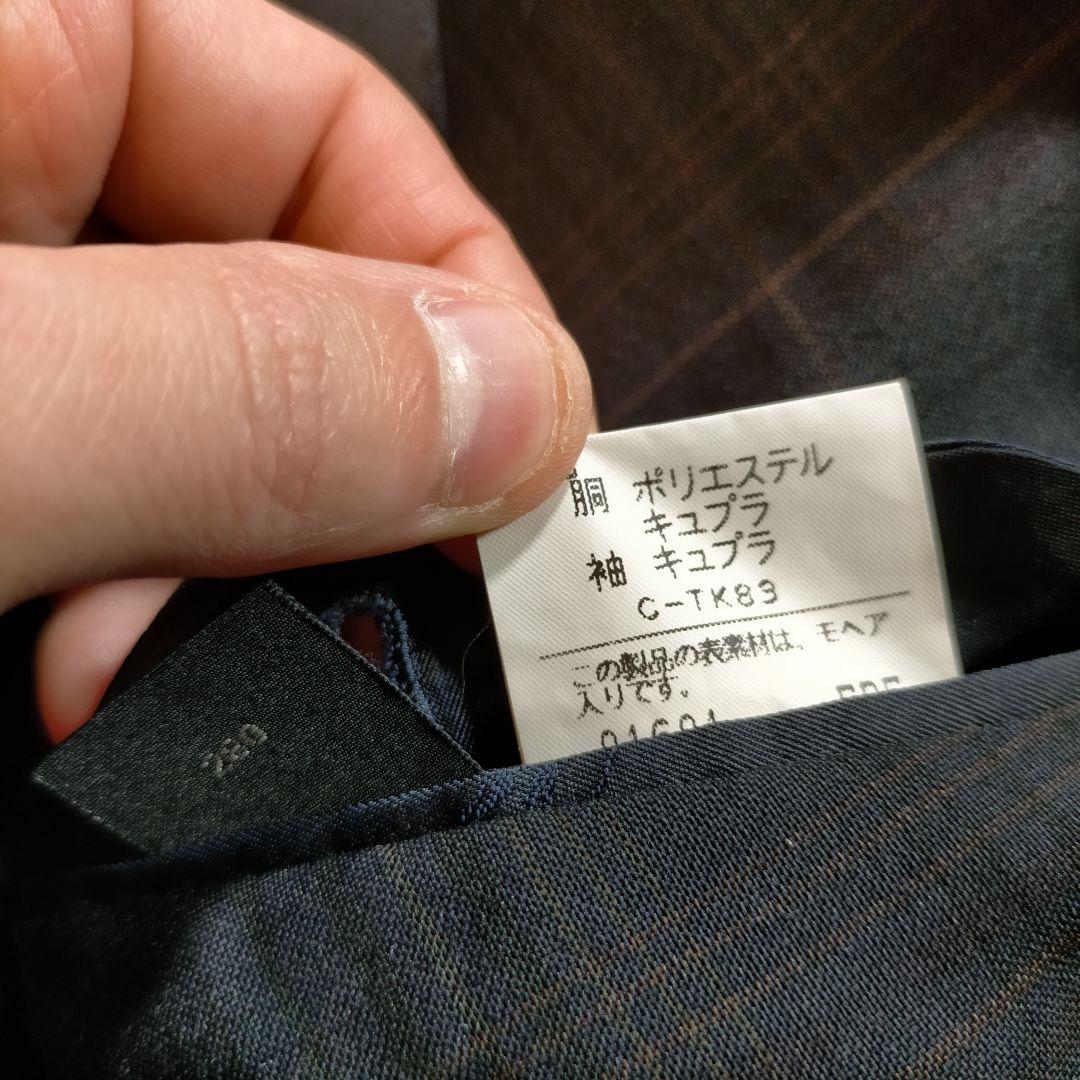 胴 ポリエステル
キュプラ
袖 キュプラ
C-TK83
この製品の表素材は、モヘア
入りです。
280